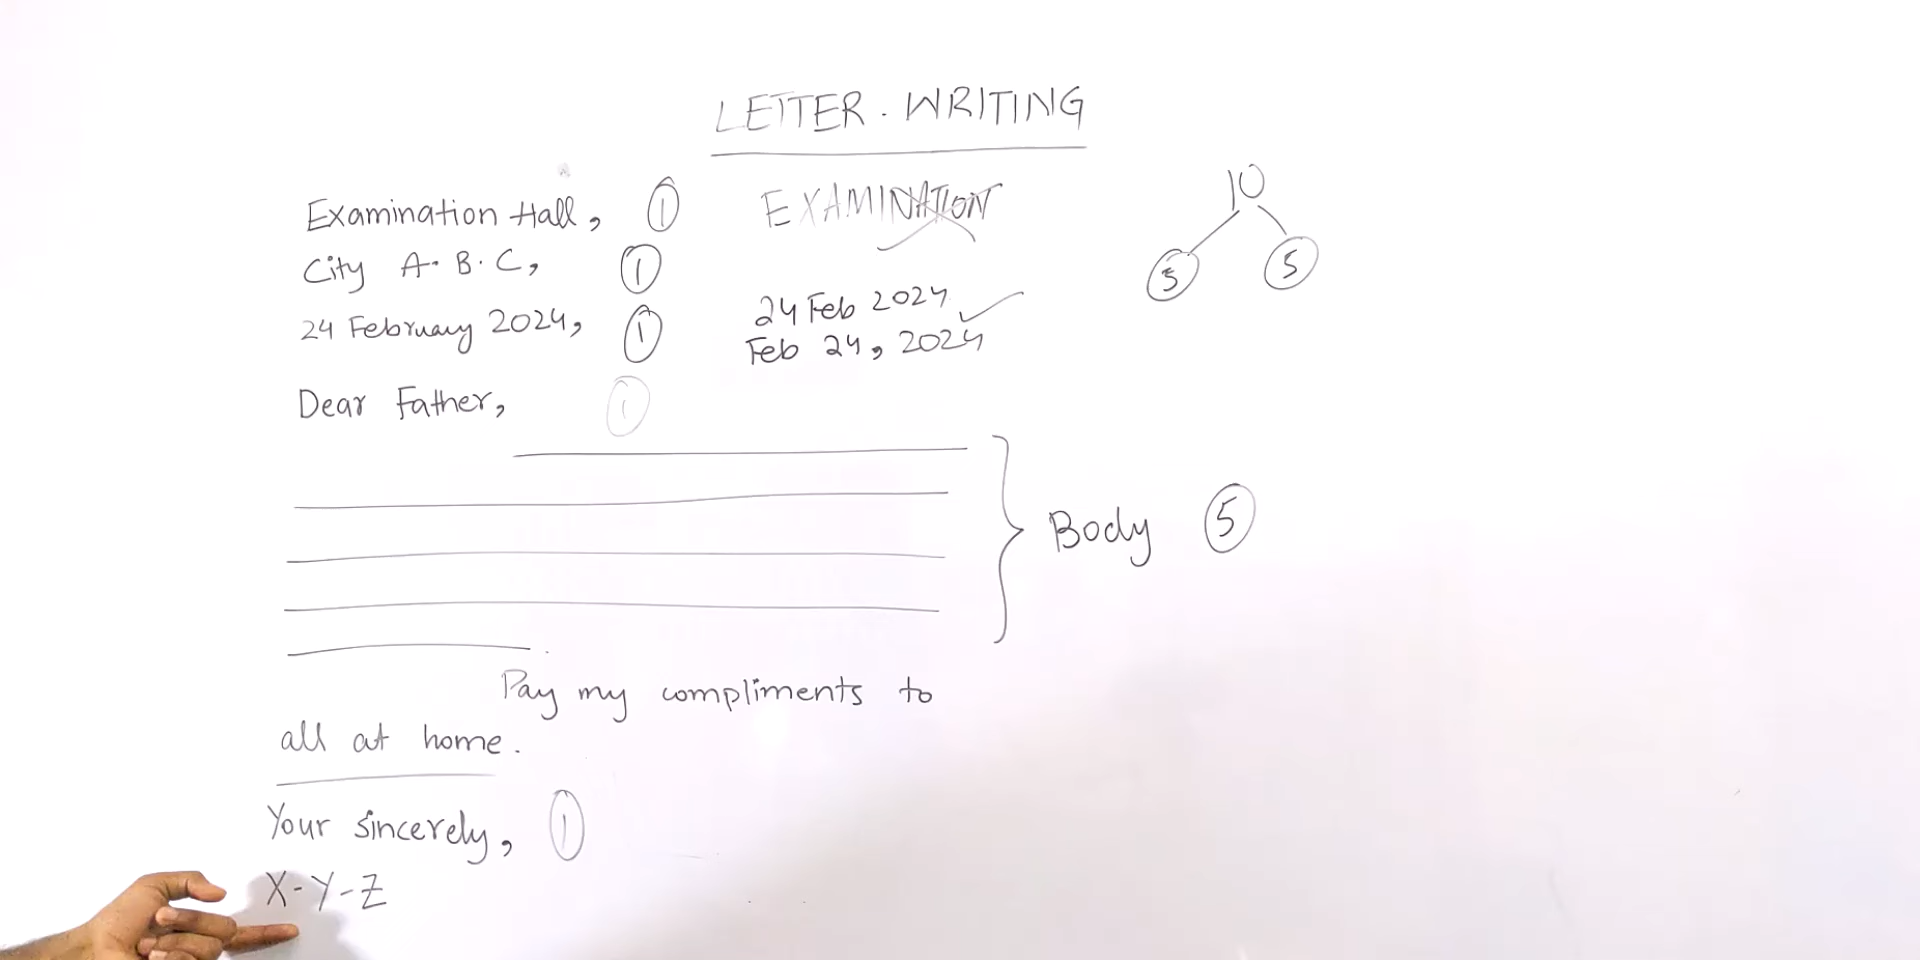 LETTER. WRITING
Examination Hall, 1
EXAMINATION
City A. B. C, 1
24 February 2024, 1
24 Feb 2024
Feb 24, 2024
10
5 5
Dear Father, 1
Body 5
Pay my compliments to
all at home.
Your sincerely, 1
X-Y-Z